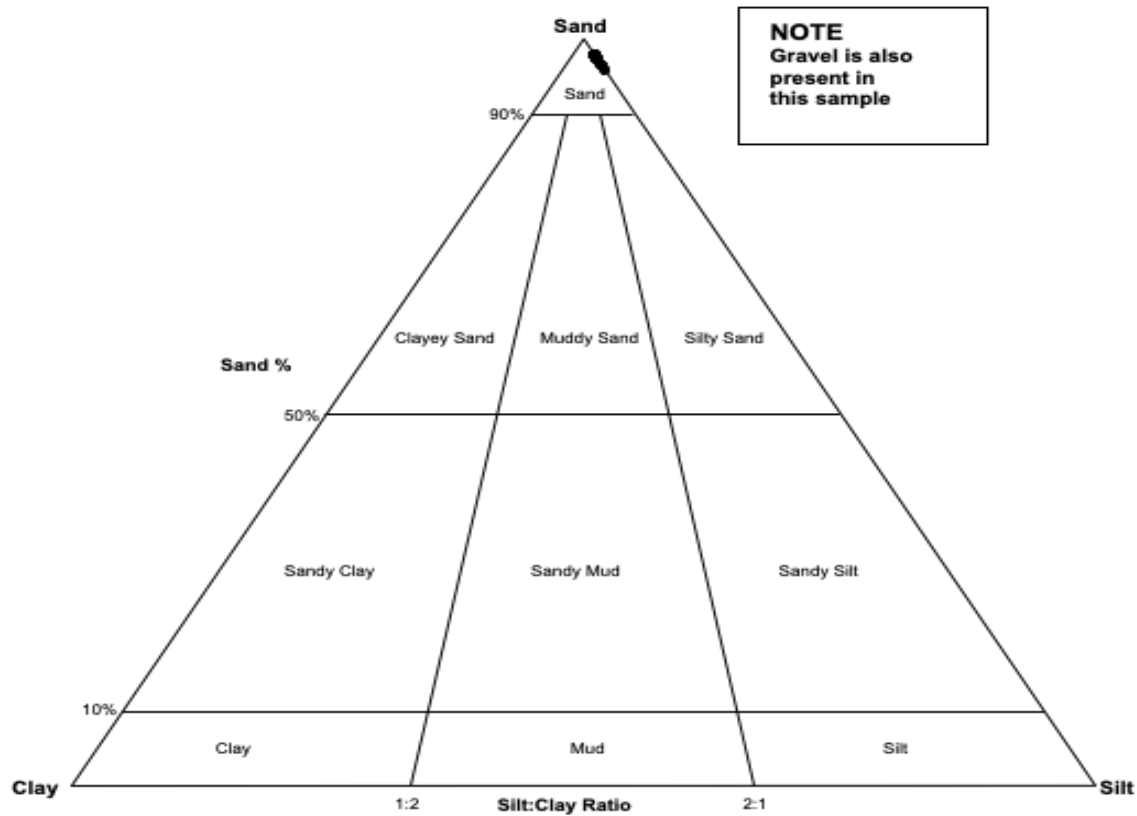 Sand
NOTE
Gravel is also
present in
this sample
Sand
90%
Clayey Sand
Muddy Sand
Silty Sand
Sand %
50%
Sandy Clay
Sandy Mud
Sandy Silt
10%
Clay
Mud
Silt
Clay
Silt
1:2
Silt:Clay Ratio
2:1